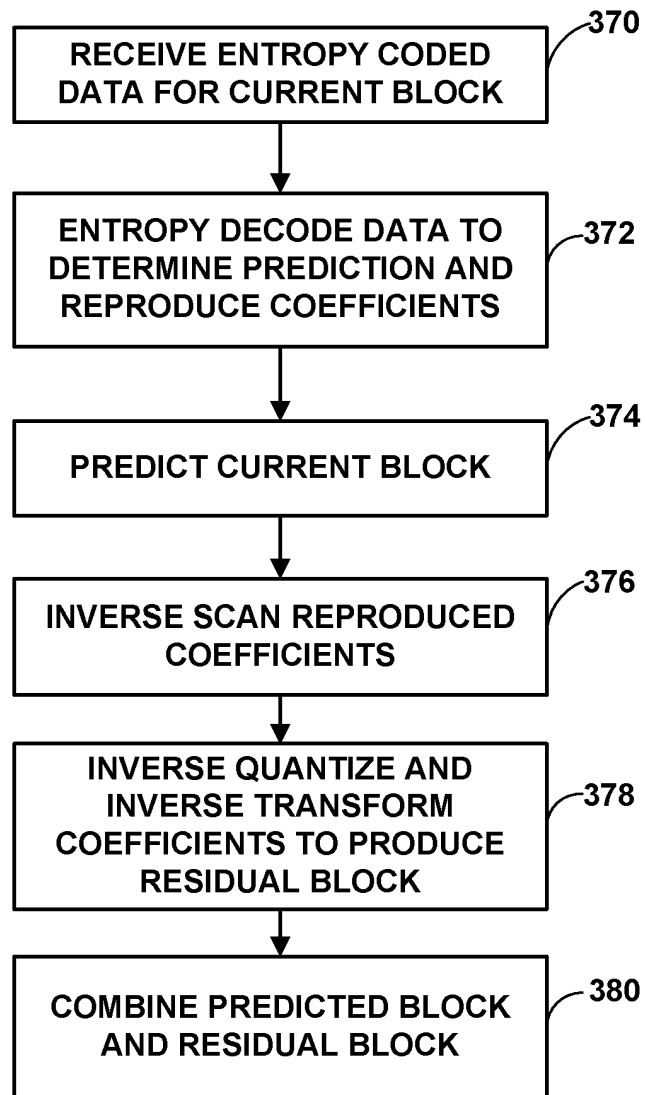 370
RECEIVE ENTROPY CODED
DATA FOR CURRENT BLOCK
372
ENTROPY DECODE DATA TO
DETERMINE PREDICTION AND
REPRODUCE COEFFICIENTS
374
PREDICT CURRENT BLOCK
376
INVERSE SCAN REPRODUCED
COEFFICIENTS
378
INVERSE QUANTIZE AND
INVERSE TRANSFORM
COEFFICIENTS TO PRODUCE
RESIDUAL BLOCK
380
COMBINE PREDICTED BLOCK
AND RESIDUAL BLOCK